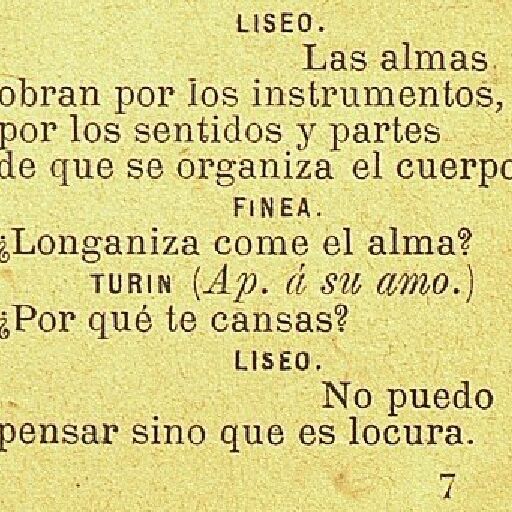 LISEO.
Las almas
obran por los instrumentos,
por los sentidos y partes
de que se organiza el cuerpo
FINEA.
¿Longaniza come el alma?
TURIN (Ap. á su amo.)
¿Por qué te cansas?
LISEO.
No puedo
pensar sino que es locura.
7